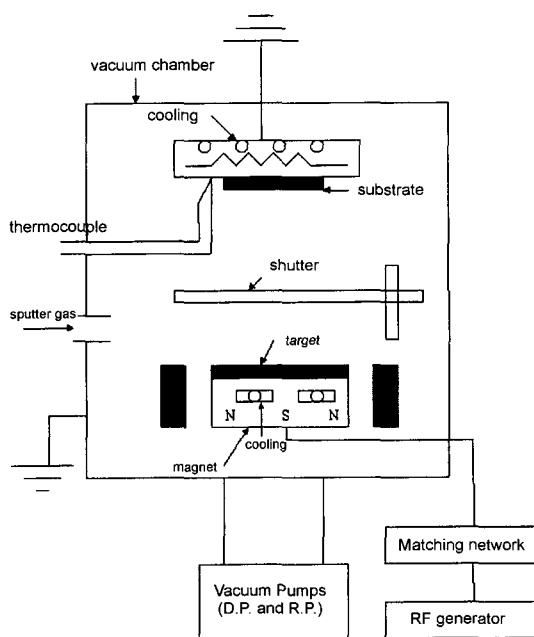 vacuum chamber
cooling
substrate
thermocouple
shutter
sputter gas
target
N S N
cooling
magnet
Matching network
Vacuum Pumps
(D.P. and R.P.)
RF generator